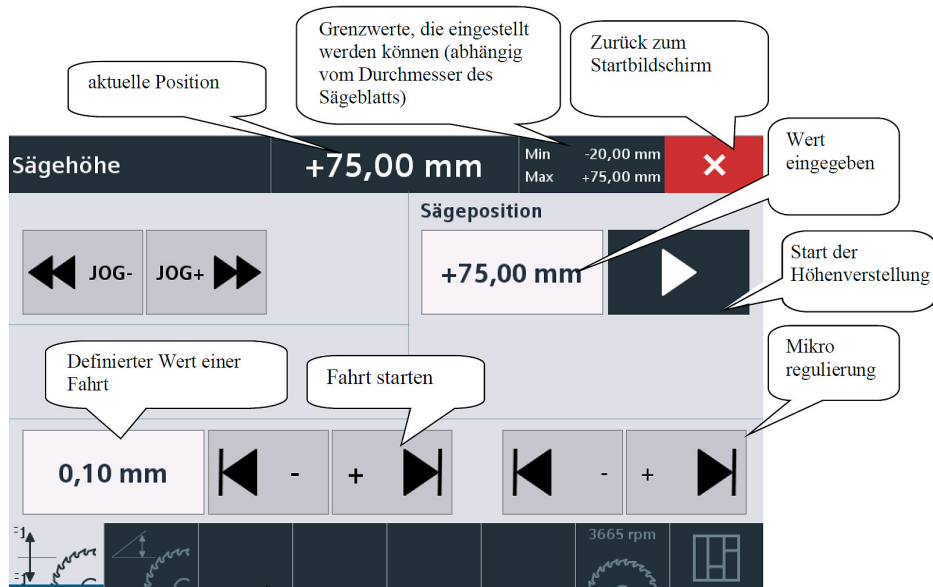 Grenzwerte, die eingestellt
werden können (abhängig
vom Durchmesser des
Sägeblatts)
Zurück zum
Startbildschirm
aktuelle Position
Wert
eingegeben
Sägehöhe
+75,00 mm
Min -20,00 mm
Max +75,00 mm
Sägeposition
JOG-
JOG+
+75,00 mm
Start der
Höhenverstellung
Definierter Wert einer
Fahrt
Fahrt starten
Mikro
regulierung
0,10 mm
-
+
-
+
3665 rpm